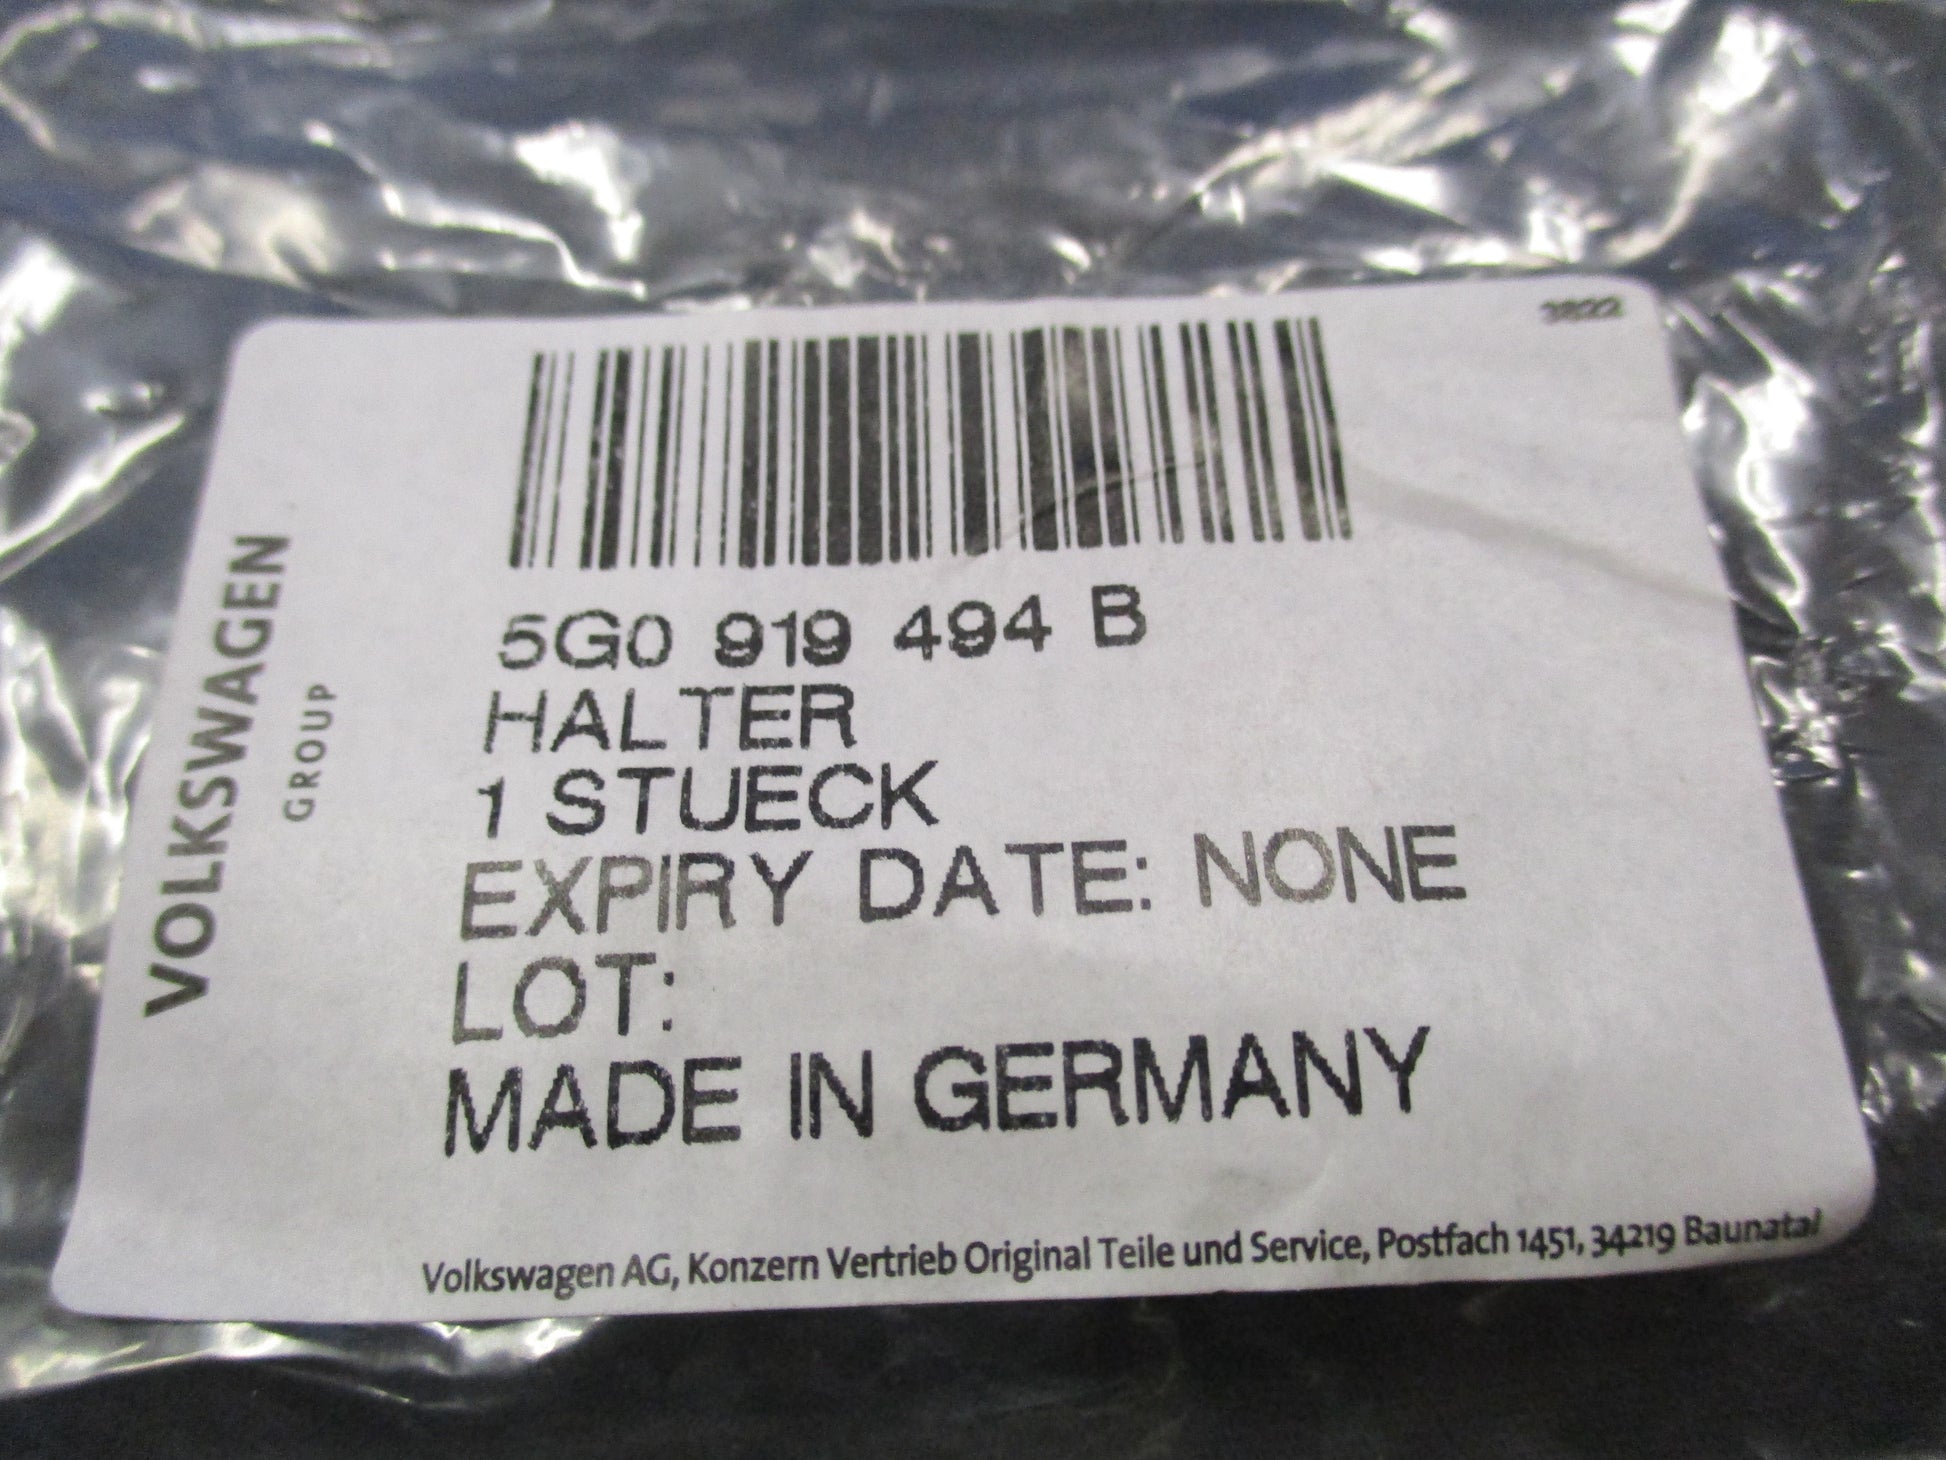 3822
5G0 919 494 B
HALTER
1 STUECK
EXPIRY DATE: NONE
LOT:
MADE IN GERMANY
VOLKSWAGEN
GROUP
Volkswagen AG, Konzern Vertrieb Original Teile und Service, Postfach 1451, 34219 Baunatal